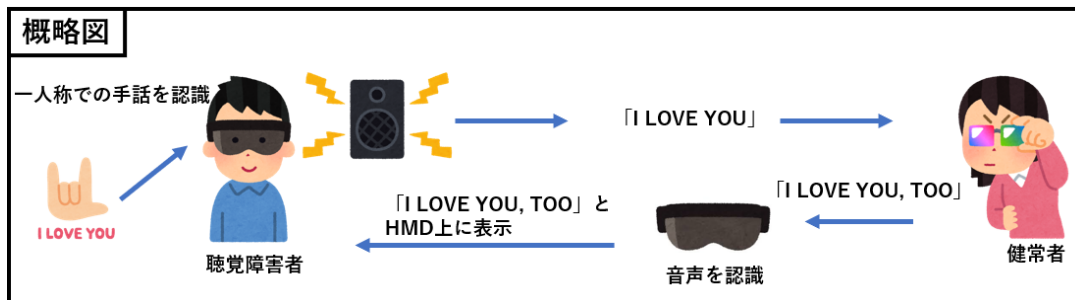 概略図
一人称での手話を認識
I LOVE YOU
聴覚障害者
「I LOVE YOU」
「I LOVE YOU, TOO」と
HMD上に表示
「I LOVE YOU, TOO」
音声を認識
健常者